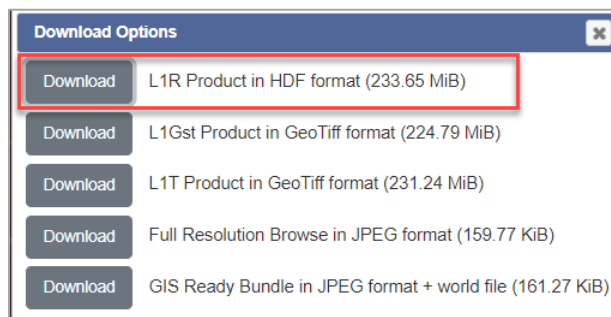 Download Options
Download L1R Product in HDF format (233.65 MiB)
Download L1Gst Product in GeoTiff format (224.79 MiB)
Download L1T Product in GeoTiff format (231.24 MiB)
Download Full Resolution Browse in JPEG format (159.77 KiB)
Download GIS Ready Bundle in JPEG format + world file (161.27 KiB)